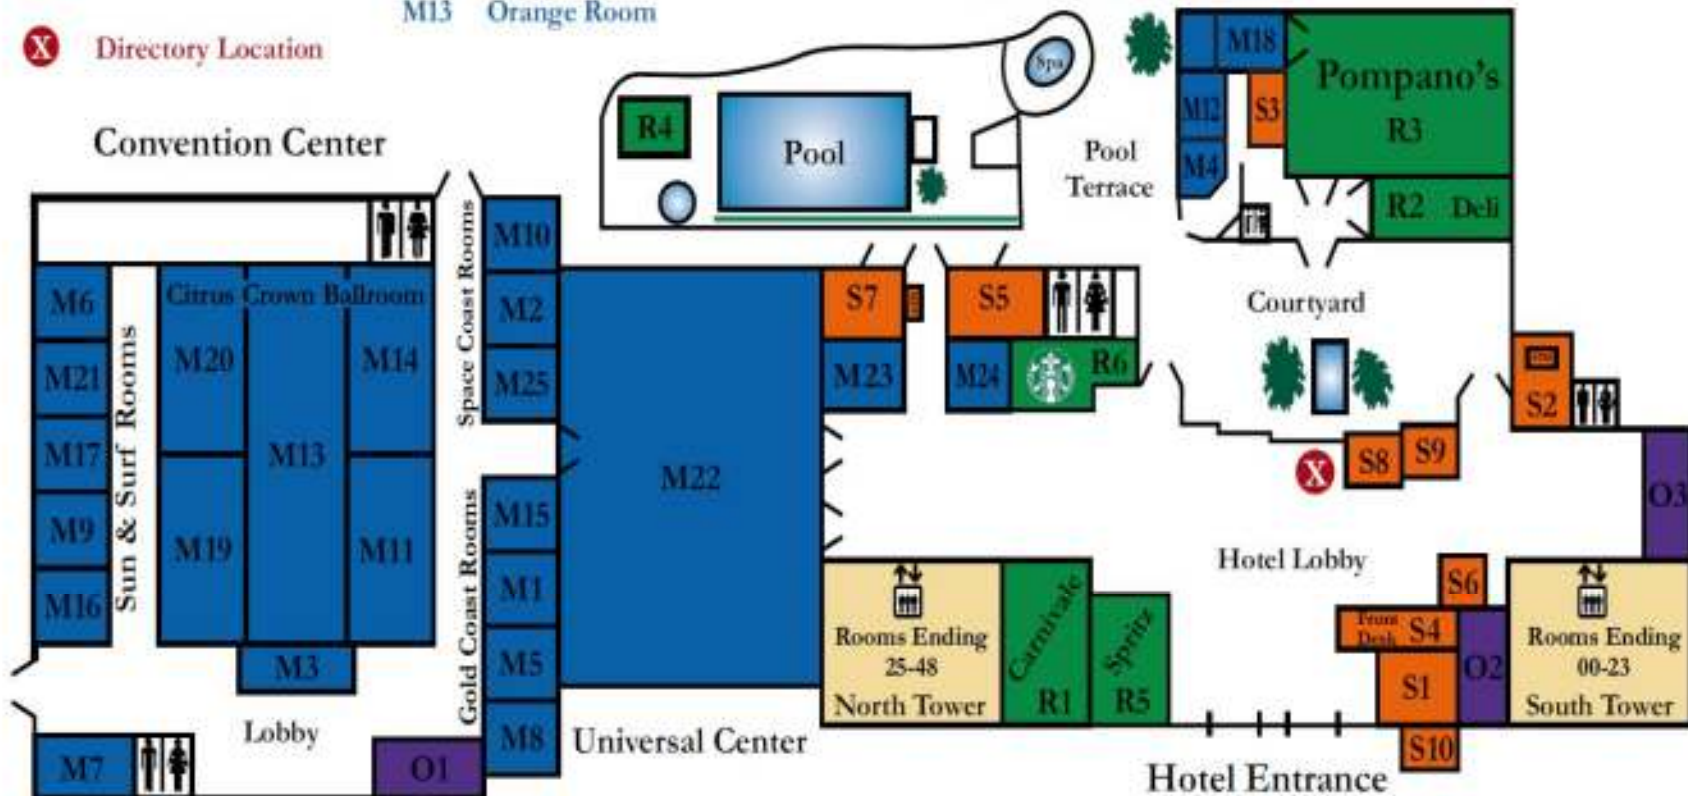 M13 Orange Room
X Directory Location
Convention Center
Pool
Spa
R4
Pool
Terrace
M18
M12
M4
S3
Pompano's
R3
R2 Deli
Courtyard
M6
M21
M17
M9
M16
Sun & Surf Rooms
Citrus Crown Ballroom
M20
M14
M13
M19
M11
M3
Lobby
M7
O1
Space Coast Rooms
M10
M2
M25
Gold Coast Rooms
M15
M1
M5
M8
M22
Universal Center
S7
M23
S5
M24
R6
S2
X
S8
S9
O3
Hotel Lobby
Rooms Ending
25-48
North Tower
Carnivale
R1
Spritz
R5
S6
Front
Desk S4
S1
O2
S10
Rooms Ending
00-23
South Tower
Hotel Entrance